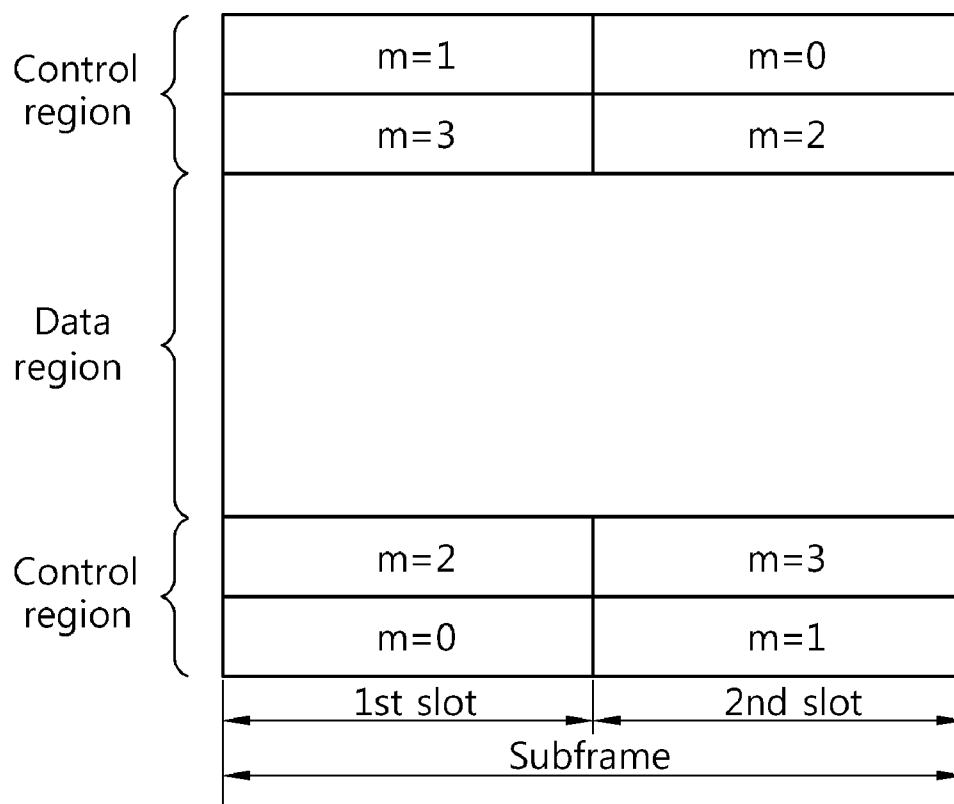 Control
region
m=1
m=0
m=3
m=2
Data
region
Control
region
m=2
m=3
m=0
m=1
1st slot
2nd slot
Subframe